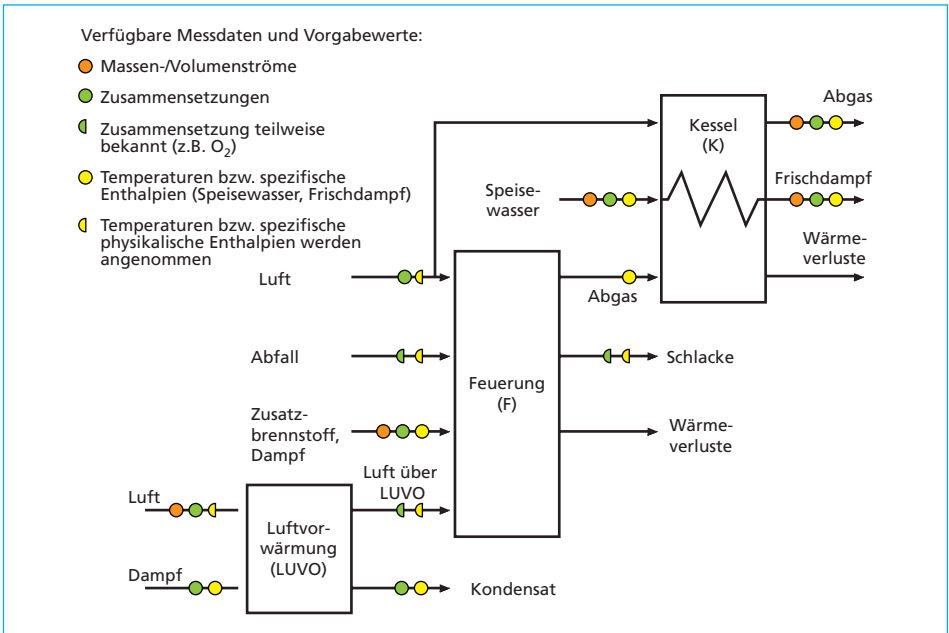 Verfügbare Messdaten und Vorgabewerte:
Massen-/Volumenströme
Zusammensetzungen
Zusammensetzung teilweise
bekannt (z.B. O₂)
Temperaturen bzw. spezifische
Enthalpien (Speisewasser, Frischdampf)
Temperaturen bzw. spezifische
physikalische Enthalpien werden
angenommen
Kessel
(K)
Abgas
Speise-
wasser
Frischdampf
Wärme-
verluste
Luft
Abgas
Abfall
Feuerung
(F)
Schlacke
Zusatz-
brennstoff,
Dampf
Wärme-
verluste
Luft über
LUVO
Luft
Luftvor-
wärmung
(LUVO)
Dampf
Kondensat